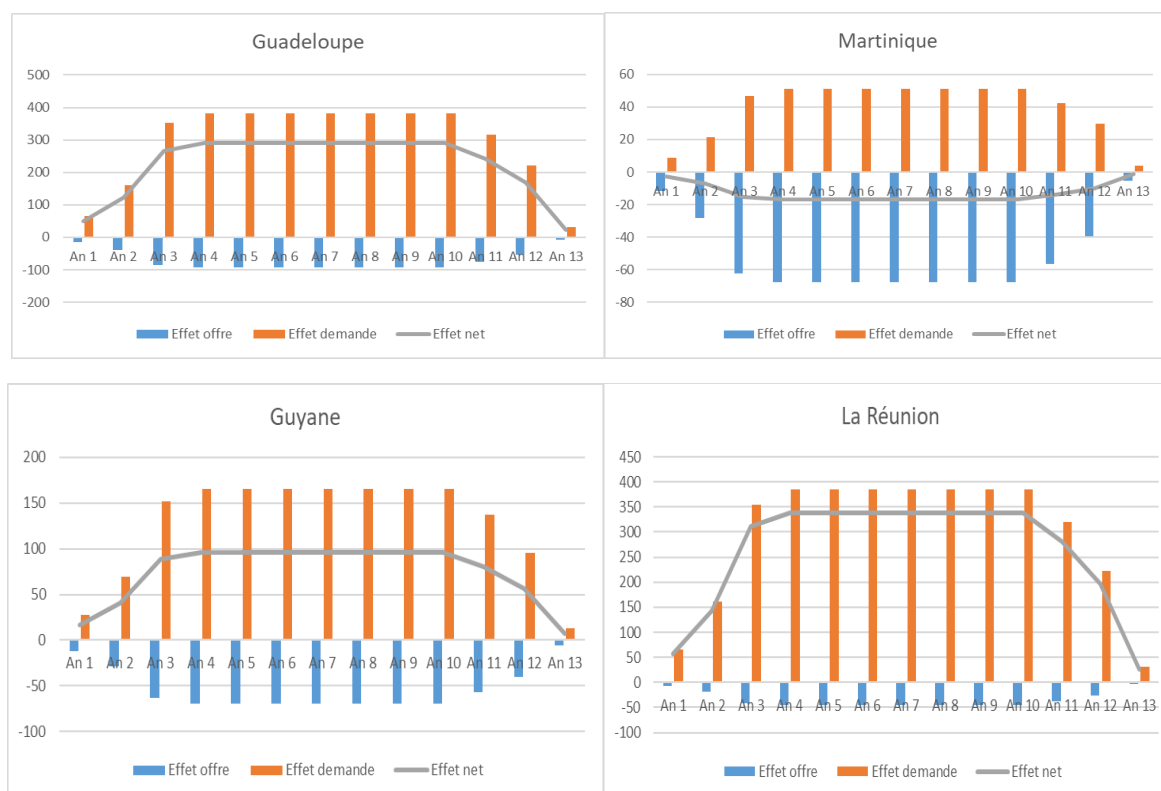 Guadeloupe
500
400
300
200
100
0
-100
-200
An 1 An 2 An 3 An 4 An 5 An 6 An 7 An 8 An 9 An 10 An 11 An 12 An 13
Effet offre Effet demande Effet net
Martinique
60
40
20
0
-20
-40
-60
-80
An 1 An 2 An 3 An 4 An 5 An 6 An 7 An 8 An 9 An 10 An 11 An 12 An 13
Effet offre Effet demande Effet net
Guyane
200
150
100
50
0
-50
-100
An 1 An 2 An 3 An 4 An 5 An 6 An 7 An 8 An 9 An 10 An 11 An 12 An 13
Effet offre Effet demande Effet net
La Réunion
450
400
350
300
250
200
150
100
50
0
-50
-100
An 1 An 2 An 3 An 4 An 5 An 6 An 7 An 8 An 9 An 10 An 11 An 12 An 13
Effet offre Effet demande Effet net